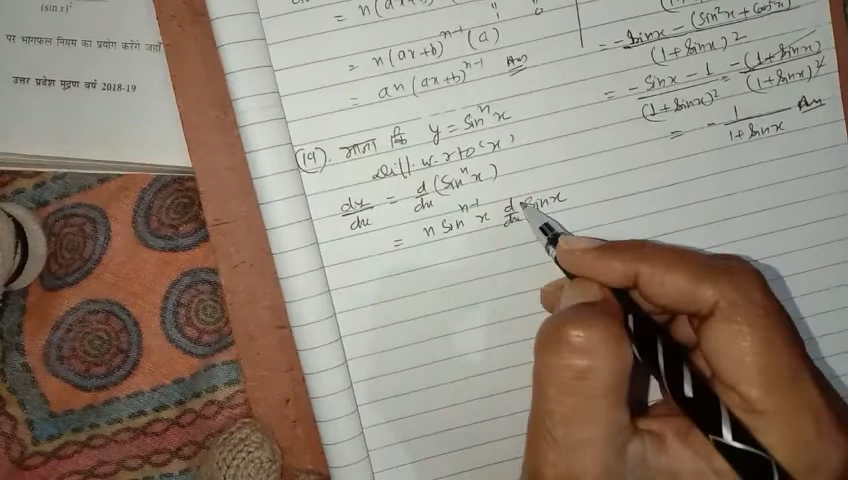 (sin x)²
पर भागफल नियम का प्रयोग करेंगे जहाँ
उत्तर प्रदेश मुद्रण वर्ष 2018-19
= n(ax+b)ⁿ⁻¹(a)
= an(ax+b)ⁿ⁻¹ Ans
(19). माना कि y = Sinⁿx
Diff. w.r.to 'x',
dy/dx = d/dx (Sinⁿx)
= n Sinⁿ⁻¹x d/dx Sinx
= -Sinx - (Sin²x + Cos²x) / (1+Sinx)²
= -Sinx - 1 / (1+Sinx)² = -(1+Sinx) / (1+Sinx)²
= - 1 / 1+Sinx Ans